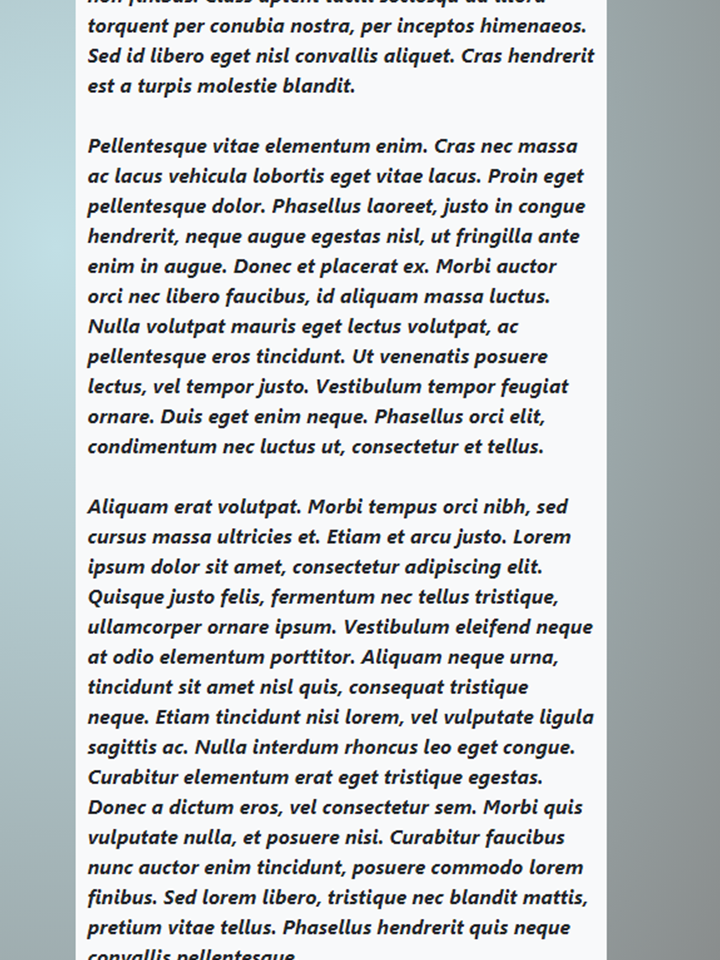 non finibus. Class aptent taciti sociosqu ad litora
torquent per conubia nostra, per inceptos himenaeos.
Sed id libero eget nisl convallis aliquet. Cras hendrerit
est a turpis molestie blandit.
Pellentesque vitae elementum enim. Cras nec massa
ac lacus vehicula lobortis eget vitae lacus. Proin eget
pellentesque dolor. Phasellus laoreet, justo in congue
hendrerit, neque augue egestas nisl, ut fringilla ante
enim in augue. Donec et placerat ex. Morbi auctor
orci nec libero faucibus, id aliquam massa luctus.
Nulla volutpat mauris eget lectus volutpat, ac
pellentesque eros tincidunt. Ut venenatis posuere
lectus, vel tempor justo. Vestibulum tempor feugiat
ornare. Duis eget enim neque. Phasellus orci elit,
condimentum nec luctus ut, consectetur et tellus.
Aliquam erat volutpat. Morbi tempus orci nibh, sed
cursus massa ultricies et. Etiam et arcu justo. Lorem
ipsum dolor sit amet, consectetur adipiscing elit.
Quisque justo felis, fermentum nec tellus tristique,
ullamcorper ornare ipsum. Vestibulum eleifend neque
at odio elementum porttitor. Aliquam neque urna,
tincidunt sit amet nisl quis, consequat tristique
neque. Etiam tincidunt nisi lorem, vel vulputate ligula
sagittis ac. Nulla interdum rhoncus leo eget congue.
Curabitur elementum erat eget tristique egestas.
Donec a dictum eros, vel consectetur sem. Morbi quis
vulputate nulla, et posuere nisi. Curabitur faucibus
nunc auctor enim tincidunt, posuere commodo lorem
finibus. Sed lorem libero, tristique nec blandit mattis,
pretium vitae tellus. Phasellus hendrerit quis neque
convallis pellentesque.